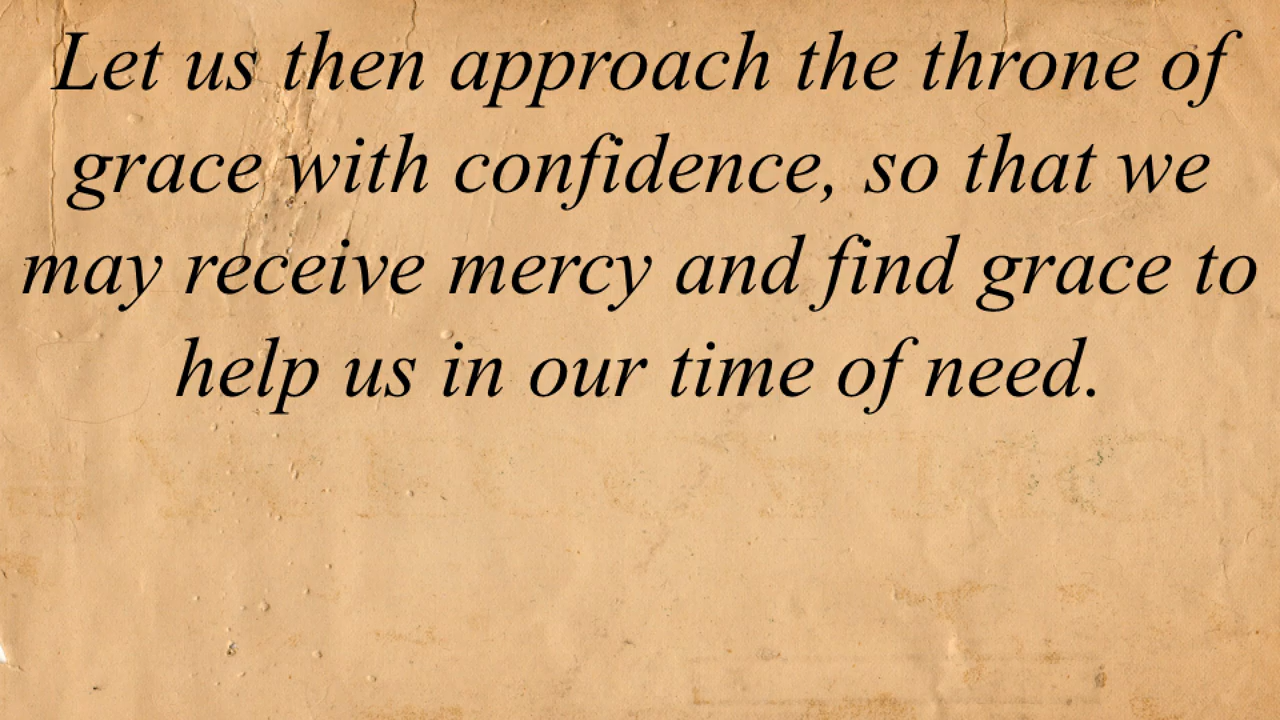 Let us then approach the throne of
grace with confidence, so that we
may receive mercy and find grace to
help us in our time of need.